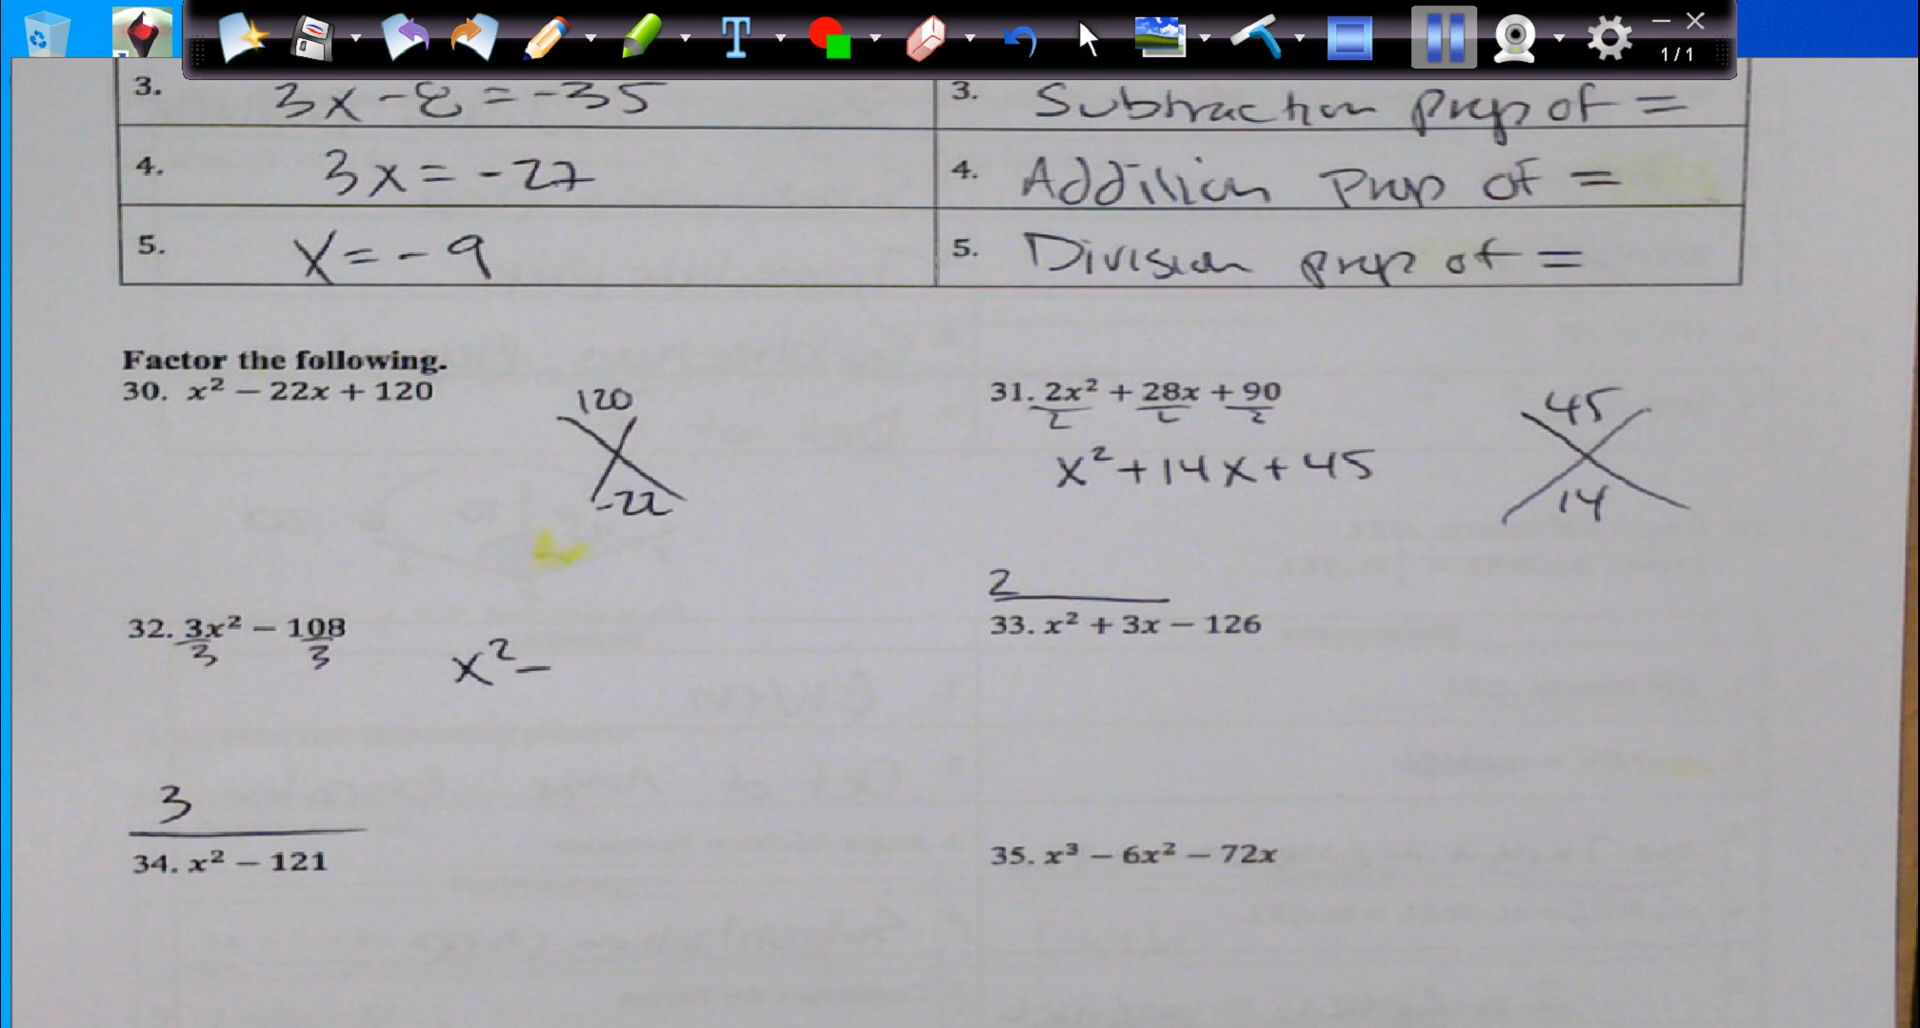 1/1
3. 3x - 8 = -35 3. Subtraction prop of =
4. 3x = -27 4. Addition Prop of =
5. x = -9 5. Division prop of =
Factor the following.
30. x² − 22x + 120
120
-22
31. 2x² + 28x + 90
2 2 2
x² + 14x + 45
45
14
32. 3x² − 108
3 3
x² -
2
33. x² + 3x − 126
3
34. x² − 121
35. x³ − 6x² − 72x